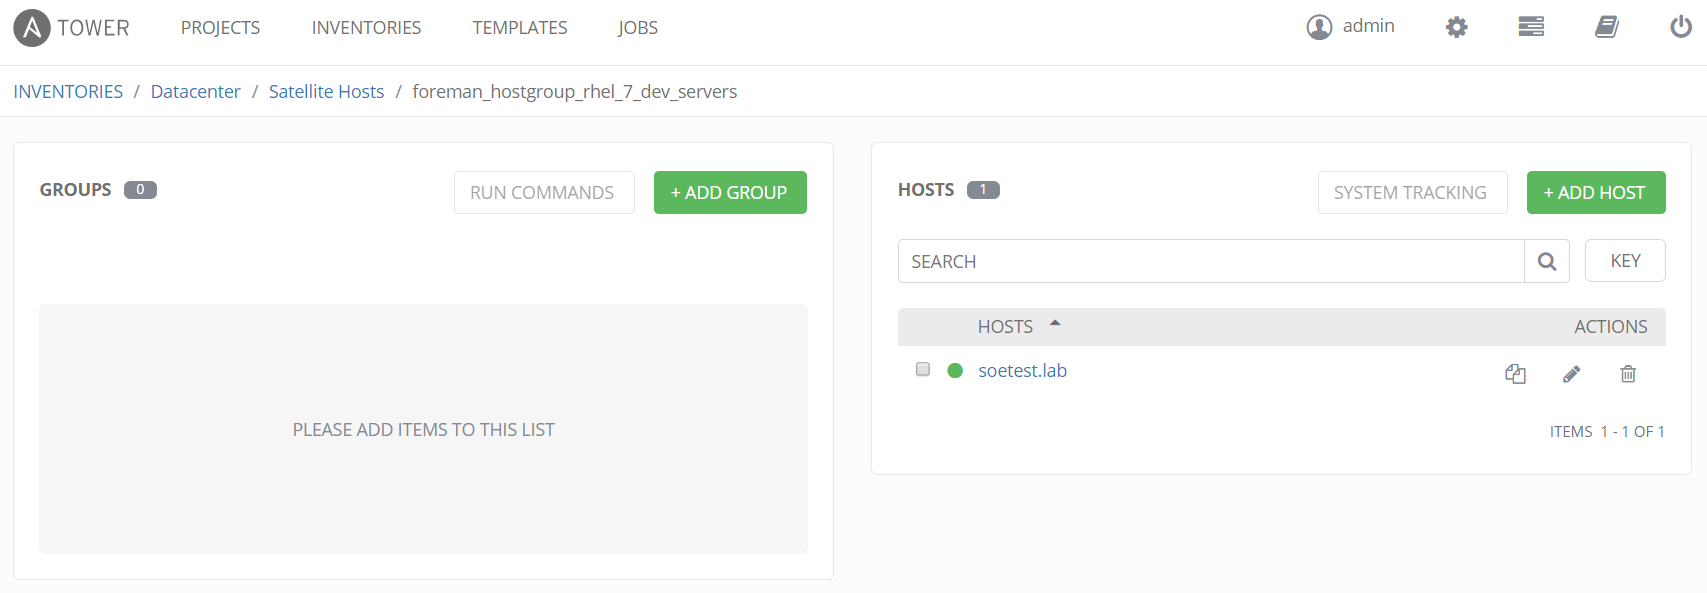 TOWER PROJECTS INVENTORIES TEMPLATES JOBS admin
INVENTORIES / Datacenter / Satellite Hosts / foreman_hostgroup_rhel_7_dev_servers
GROUPS 0 RUN COMMANDS + ADD GROUP
PLEASE ADD ITEMS TO THIS LIST
HOSTS 1 SYSTEM TRACKING + ADD HOST
SEARCH KEY
HOSTS ACTIONS
soetest.lab
ITEMS 1 - 1 OF 1